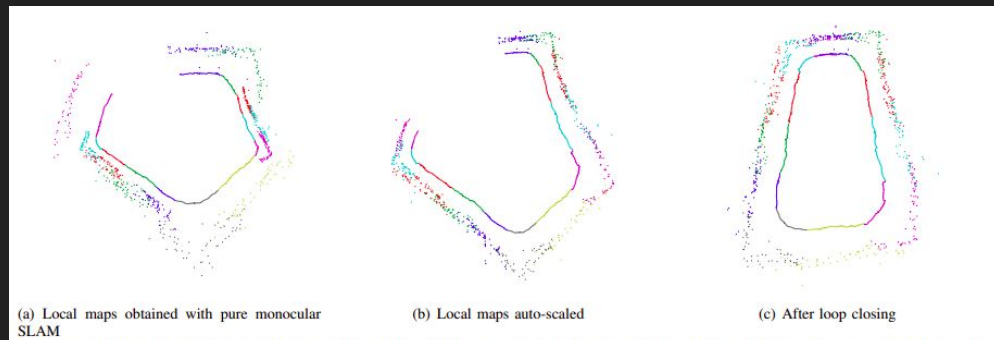 (a) Local maps obtained with pure monocular
SLAM
(b) Local maps auto-scaled
(c) After loop closing